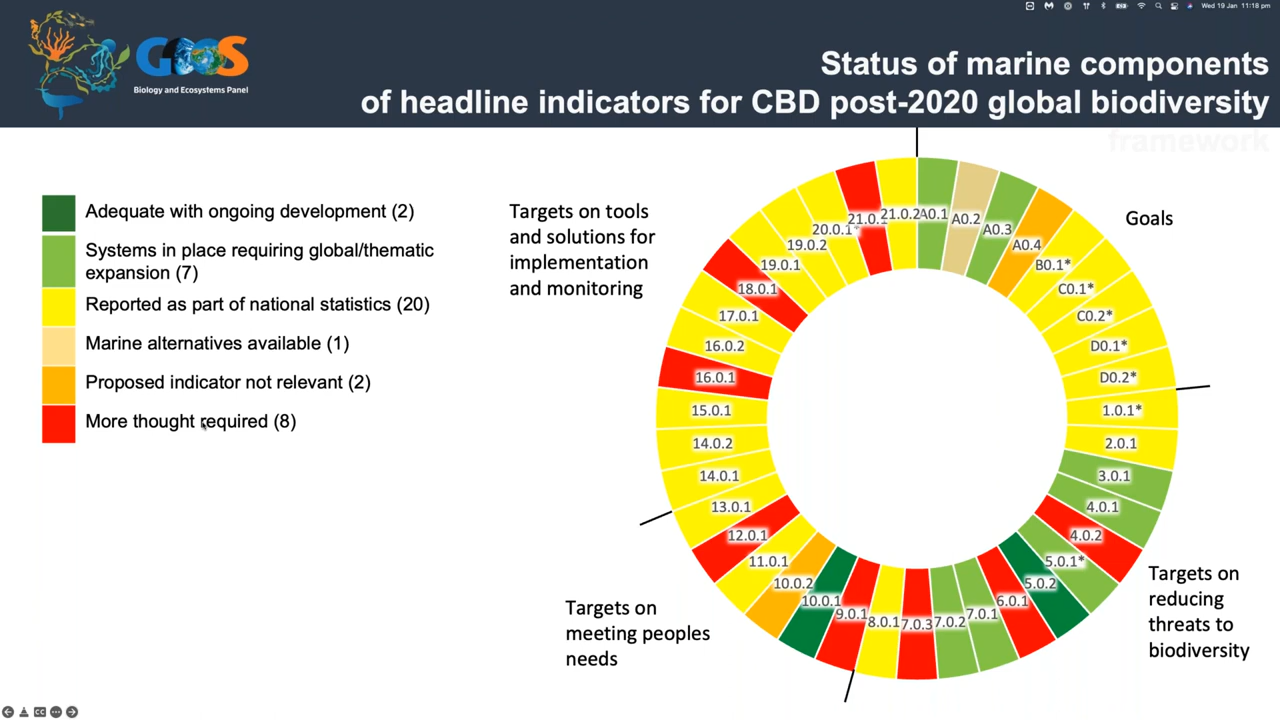 Wed 19 Jan 11:18 pm
GOOS
Biology and Ecosystems Panel
Status of marine components
of headline indicators for CBD post-2020 global biodiversity
framework
Adequate with ongoing development (2)
Systems in place requiring global/thematic
expansion (7)
Reported as part of national statistics (20)
Marine alternatives available (1)
Proposed indicator not relevant (2)
More thought required (8)
Targets on tools
and solutions for
implementation
and monitoring
Goals
Targets on
reducing
threats to
biodiversity
Targets on
meeting peoples
needs
A0.1
A0.2
A0.3
A0.4
B0.1*
C0.1*
C0.2*
D0.1*
D0.2*
1.0.1*
2.0.1
3.0.1
4.0.1
4.0.2
5.0.1*
5.0.2
6.0.1
7.0.1
7.0.2
7.0.3
8.0.1
9.0.1
10.0.1
10.0.2
11.0.1
12.0.1
13.0.1
14.0.1
14.0.2
15.0.1
16.0.1
16.0.2
17.0.1
18.0.1
19.0.1
19.0.2
20.0.1*
21.0.1
21.0.2
CC